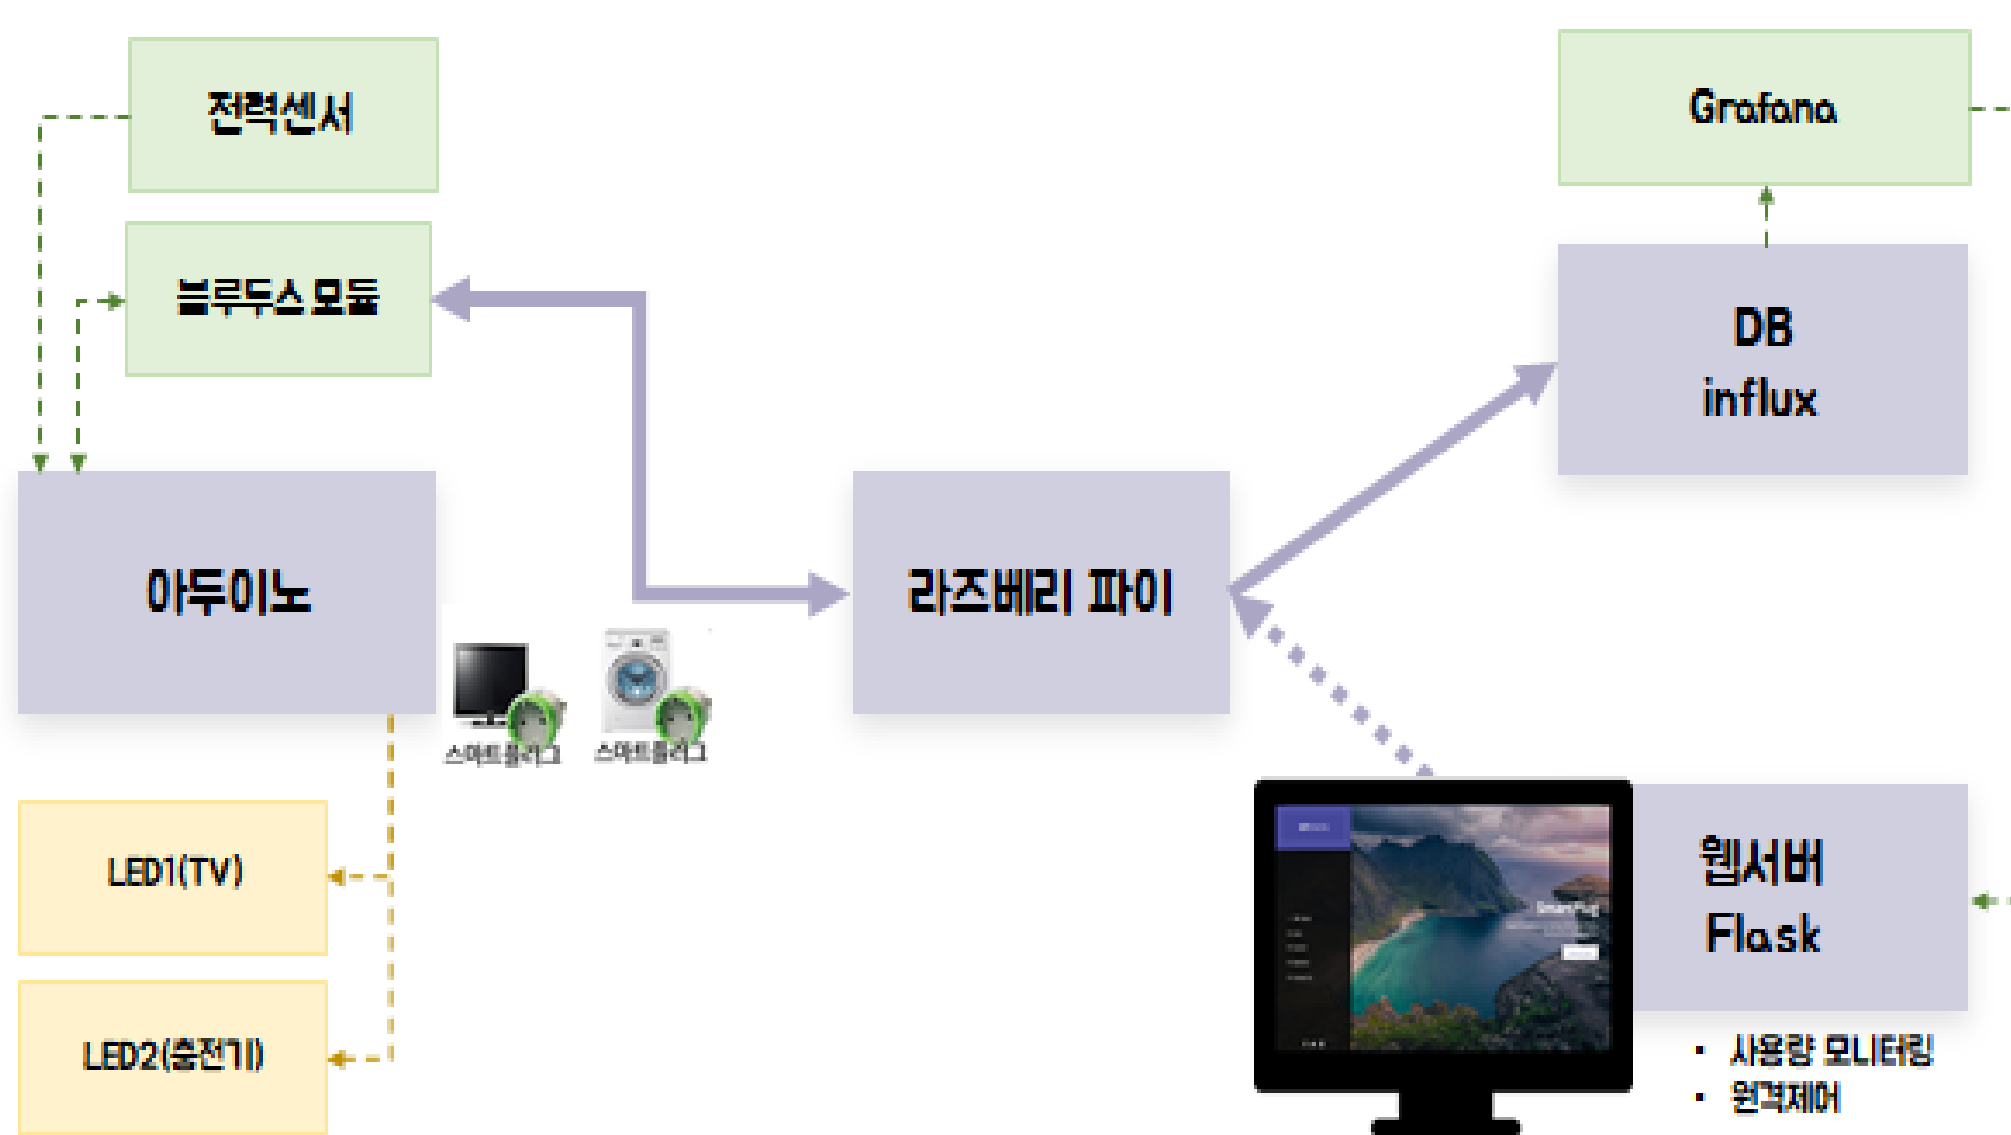 전력센서
Grafana
블루투스 모듈
DB
influx
아두이노
라즈베리 파이
스마트플러그
스마트플러그
LED1(TV)
웹서버
Flask
LED2(충전기)
• 사용량 모니터링
• 원격제어